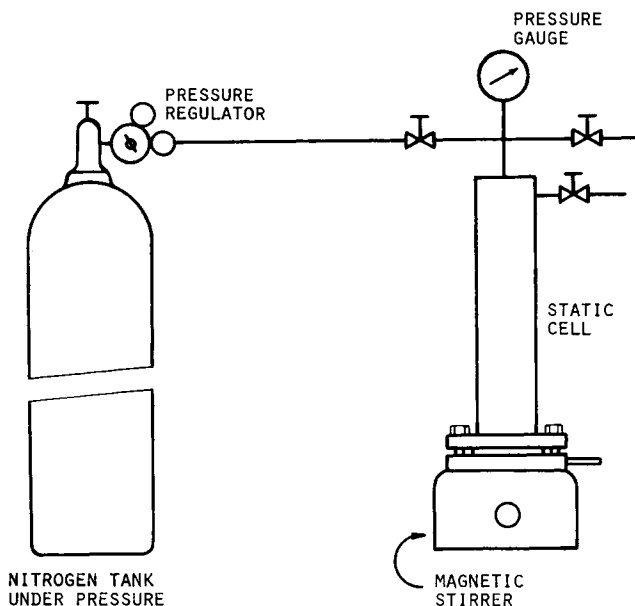 PRESSURE
GAUGE
PRESSURE
REGULATOR
STATIC
CELL
NITROGEN TANK
UNDER PRESSURE
MAGNETIC
STIRRER